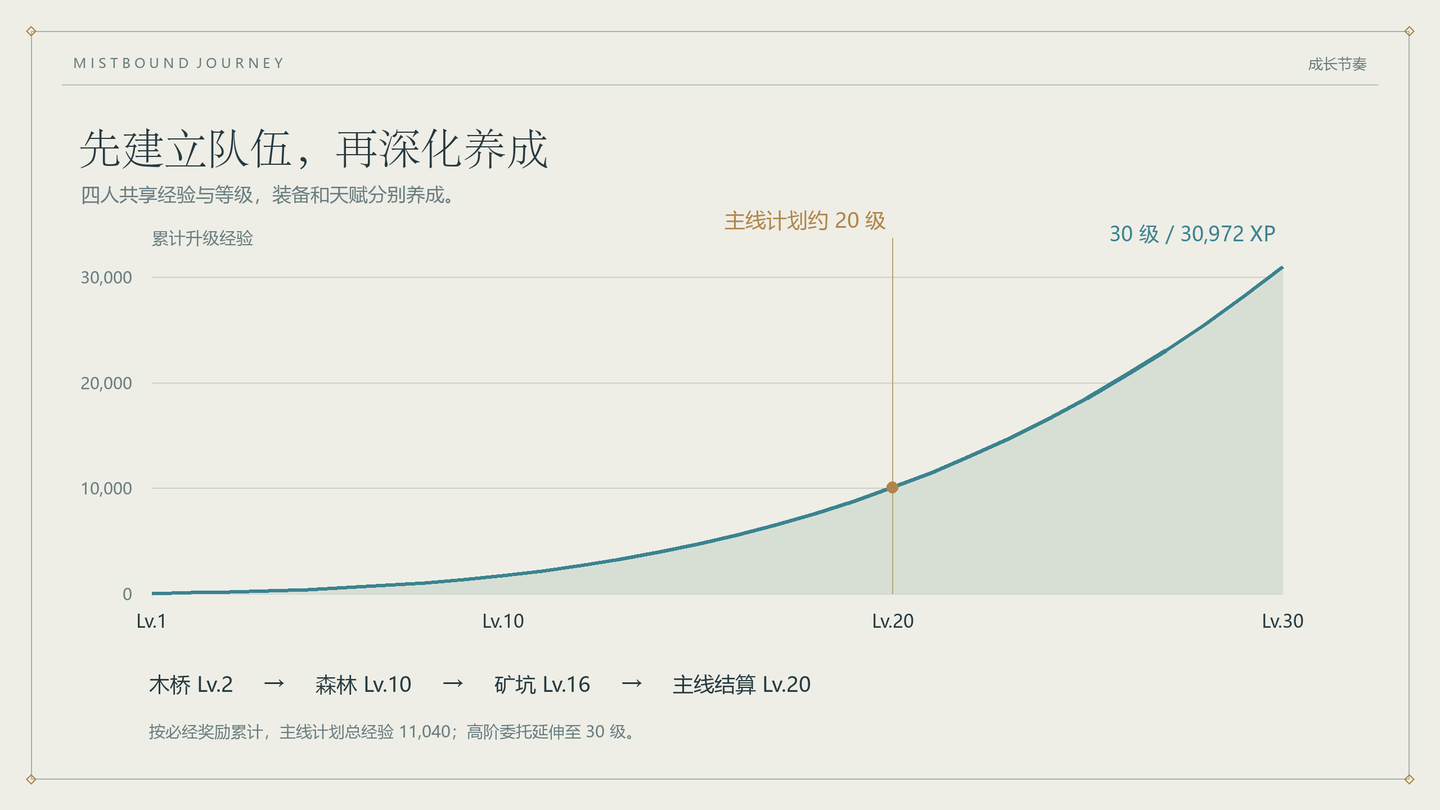 MISTBOUND JOURNEY
成长节奏
先建立队伍，再深化养成
四人共享经验与等级，装备和天赋分别养成。
主线计划约 20 级
30 级 / 30,972 XP
累计升级经验
30,000
20,000
10,000
0
Lv.1 Lv.10 Lv.20 Lv.30
木桥 Lv.2 → 森林 Lv.10 → 矿坑 Lv.16 → 主线结算 Lv.20
按必经奖励累计，主线计划总经验 11,040；高阶委托延伸至 30 级。